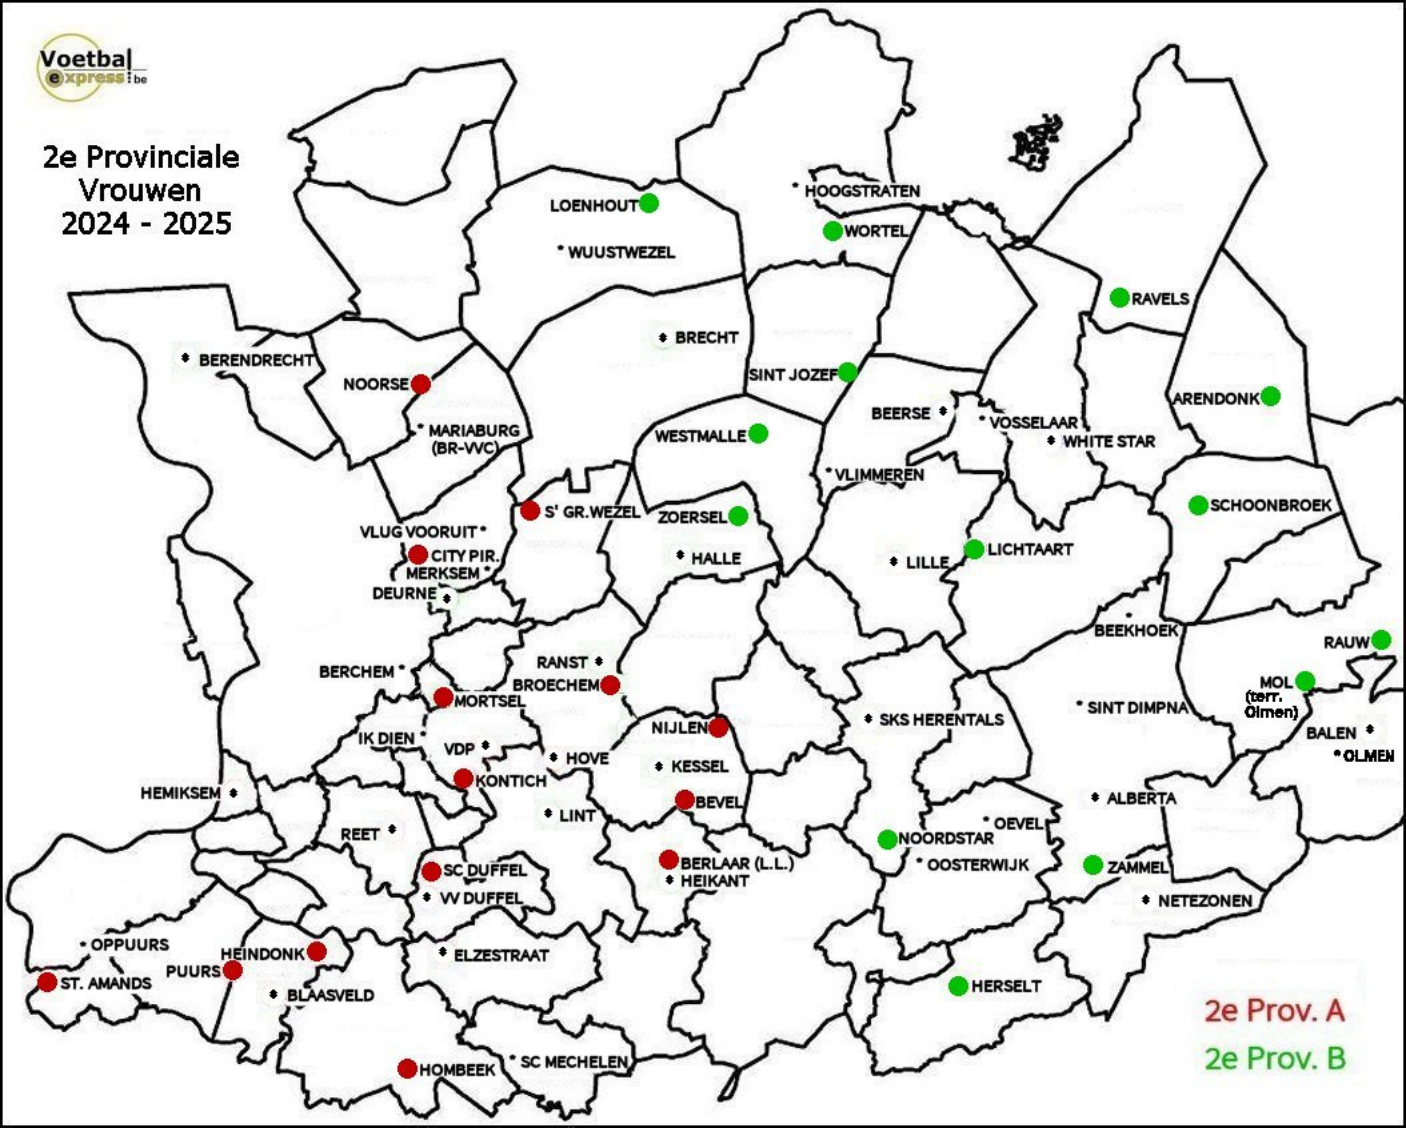 Voetbal
express.be
2e Provinciale
Vrouwen
2024 - 2025
HOOGSTRATEN
LOENHOUT
WORTEL
WUUSTWEZEL
RAVELS
BRECHT
BERENDRECHT
SINT JOZEF
NOORSE
ARENDONK
BEERSE
VOSSELAAR
MARIABURG
(BR-VVC)
WESTMALLE
WHITE STAR
VLIMMEREN
SCHOONBROEK
S' GR.WEZEL
ZOERSEL
VLUG VOORUIT
LICHTAART
CITY PIR.
HALLE
LILLE
MERKSEM
DEURNE
BEEKHOEK
RAUW
RANST
BERCHEM
BROECHEM
MOL
(terr.
Olmen)
MORTSEL
SINT DIMPNA
SKS HERENTALS
NIJLEN
BALEN
IK DIEN
VDP
HOVE
OLMEN
KESSEL
KONTICH
HEMIKSEM
BEVEL
ALBERTA
LINT
OEVEL
REET
NOORDSTAR
BERLAAR (L.L.)
OOSTERWIJK
ZAMMEL
SC DUFFEL
HEIKANT
VV DUFFEL
NETEZONEN
OPPUURS
HEINDONK
ELZESTRAAT
PUURS
ST. AMANDS
HERSELT
BLAASVELD
2e Prov. A
2e Prov. B
SC MECHELEN
HOMBEEK